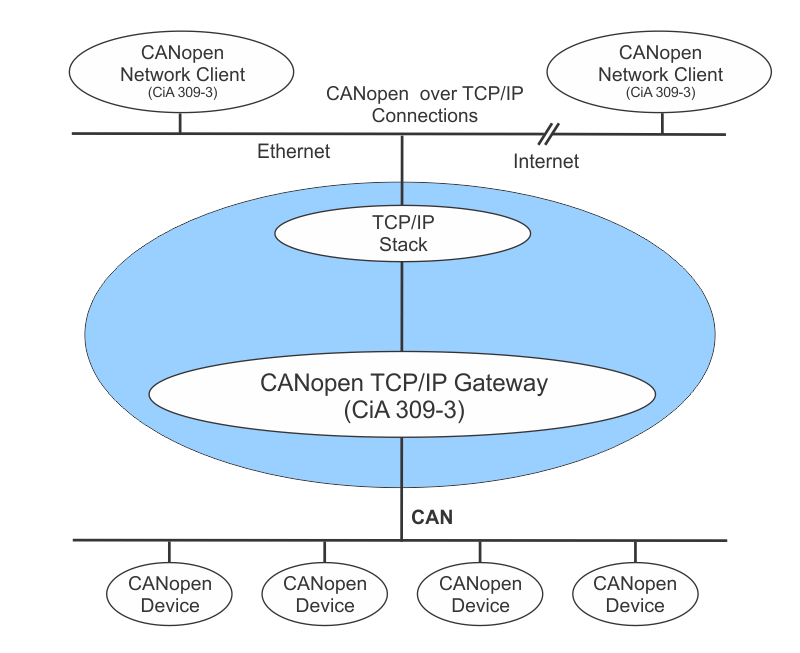 CANopen
Network Client
(CiA 309-3)
CANopen
Network Client
(CiA 309-3)
CANopen over TCP/IP
Connections
Ethernet
Internet
TCP/IP
Stack
CANopen TCP/IP Gateway
(CiA 309-3)
CAN
CANopen
Device
CANopen
Device
CANopen
Device
CANopen
Device